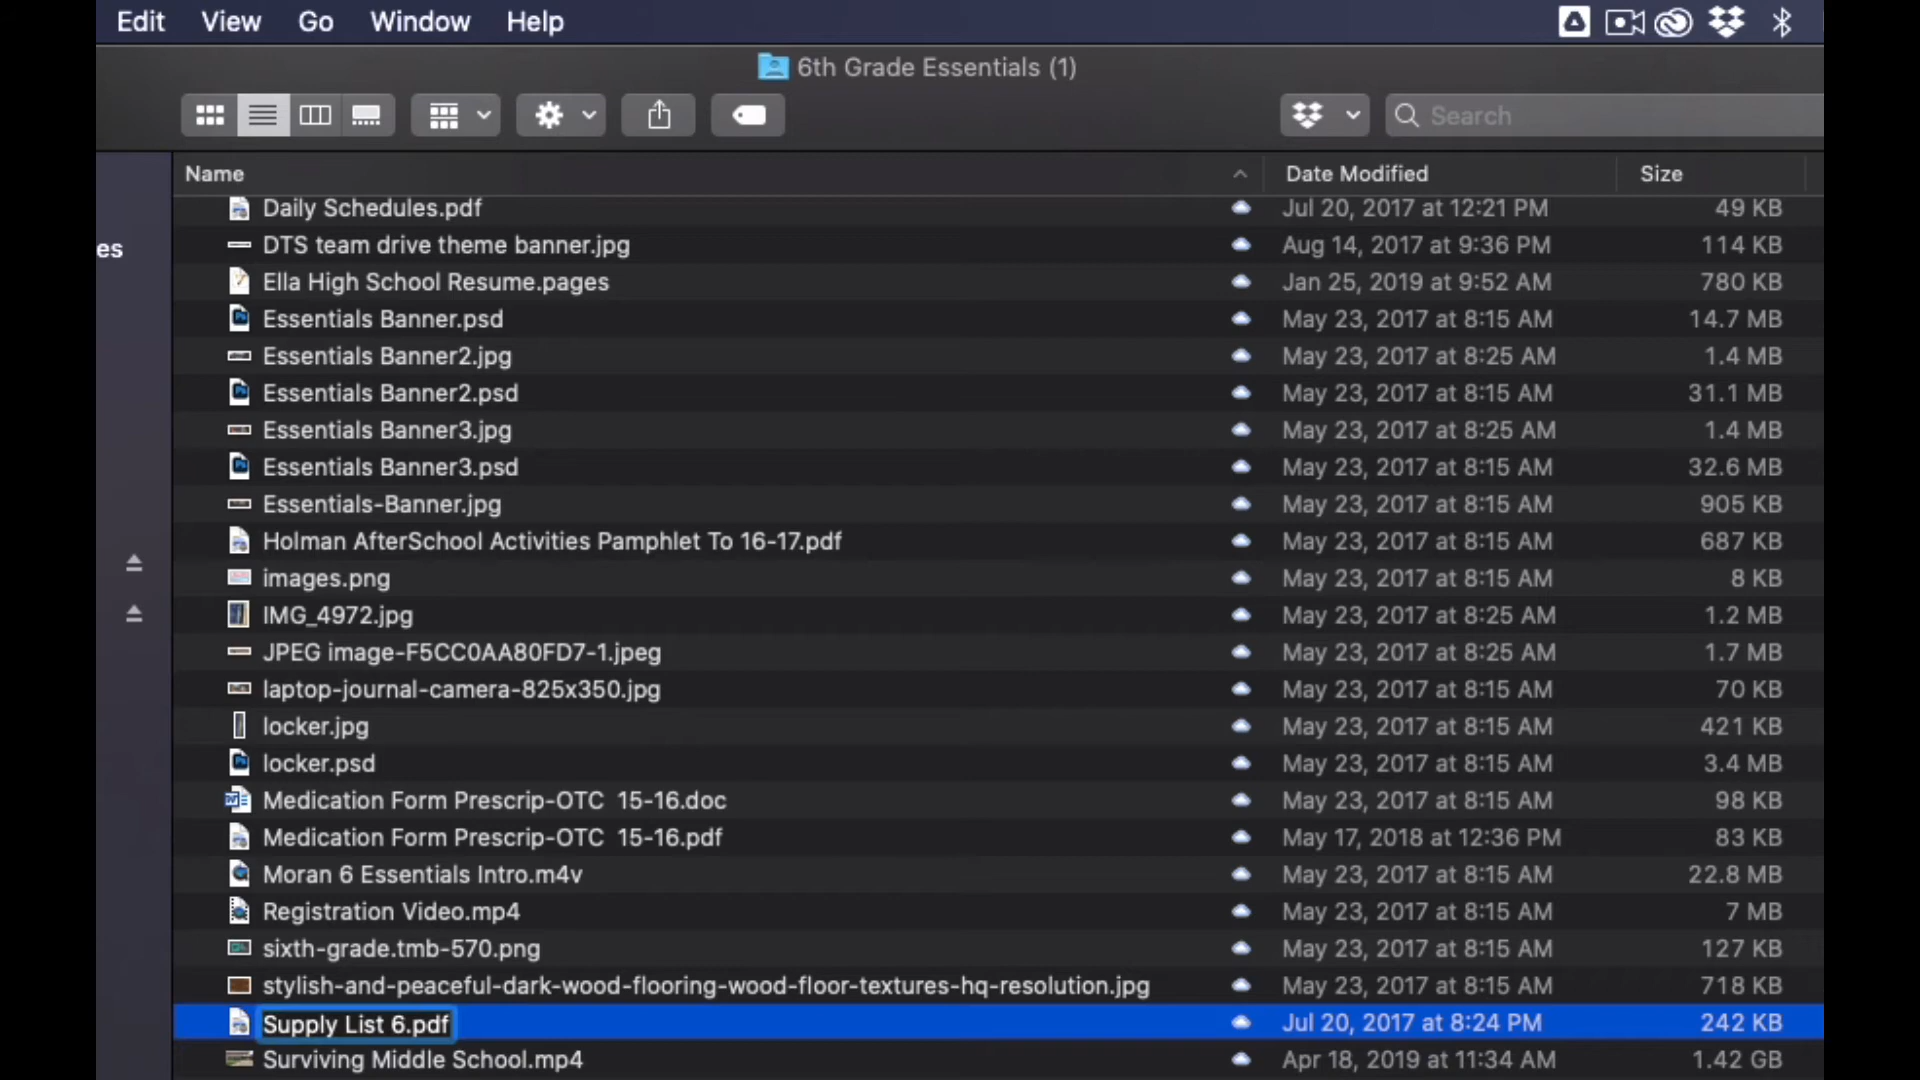 Edit View Go Window Help
6th Grade Essentials (1)
Search
Name Date Modified Size
es
Daily Schedules.pdf Jul 20, 2017 at 12:21 PM 49 KB
DTS team drive theme banner.jpg Aug 14, 2017 at 9:36 PM 114 KB
Ella High School Resume.pages Jan 25, 2019 at 9:52 AM 780 KB
Essentials Banner.psd May 23, 2017 at 8:15 AM 14.7 MB
Essentials Banner2.jpg May 23, 2017 at 8:25 AM 1.4 MB
Essentials Banner2.psd May 23, 2017 at 8:15 AM 31.1 MB
Essentials Banner3.jpg May 23, 2017 at 8:25 AM 1.4 MB
Essentials Banner3.psd May 23, 2017 at 8:15 AM 32.6 MB
Essentials-Banner.jpg May 23, 2017 at 8:15 AM 905 KB
Holman AfterSchool Activities Pamphlet To 16-17.pdf May 23, 2017 at 8:15 AM 687 KB
images.png May 23, 2017 at 8:15 AM 8 KB
IMG_4972.jpg May 23, 2017 at 8:25 AM 1.2 MB
JPEG image-F5CC0AA80FD7-1.jpeg May 23, 2017 at 8:25 AM 1.7 MB
laptop-journal-camera-825x350.jpg May 23, 2017 at 8:15 AM 70 KB
locker.jpg May 23, 2017 at 8:15 AM 421 KB
locker.psd May 23, 2017 at 8:15 AM 3.4 MB
Medication Form Prescrip-OTC  15-16.doc May 23, 2017 at 8:15 AM 98 KB
Medication Form Prescrip-OTC  15-16.pdf May 17, 2018 at 12:36 PM 83 KB
Moran 6 Essentials Intro.m4v May 23, 2017 at 8:15 AM 22.8 MB
Registration Video.mp4 May 23, 2017 at 8:15 AM 7 MB
sixth-grade.tmb-570.png May 23, 2017 at 8:15 AM 127 KB
stylish-and-peaceful-dark-wood-flooring-wood-floor-textures-hq-resolution.jpg May 23, 2017 at 8:15 AM 718 KB
Supply List 6.pdf Jul 20, 2017 at 8:24 PM 242 KB
Surviving Middle School.mp4 Apr 18, 2019 at 11:34 AM 1.42 GB